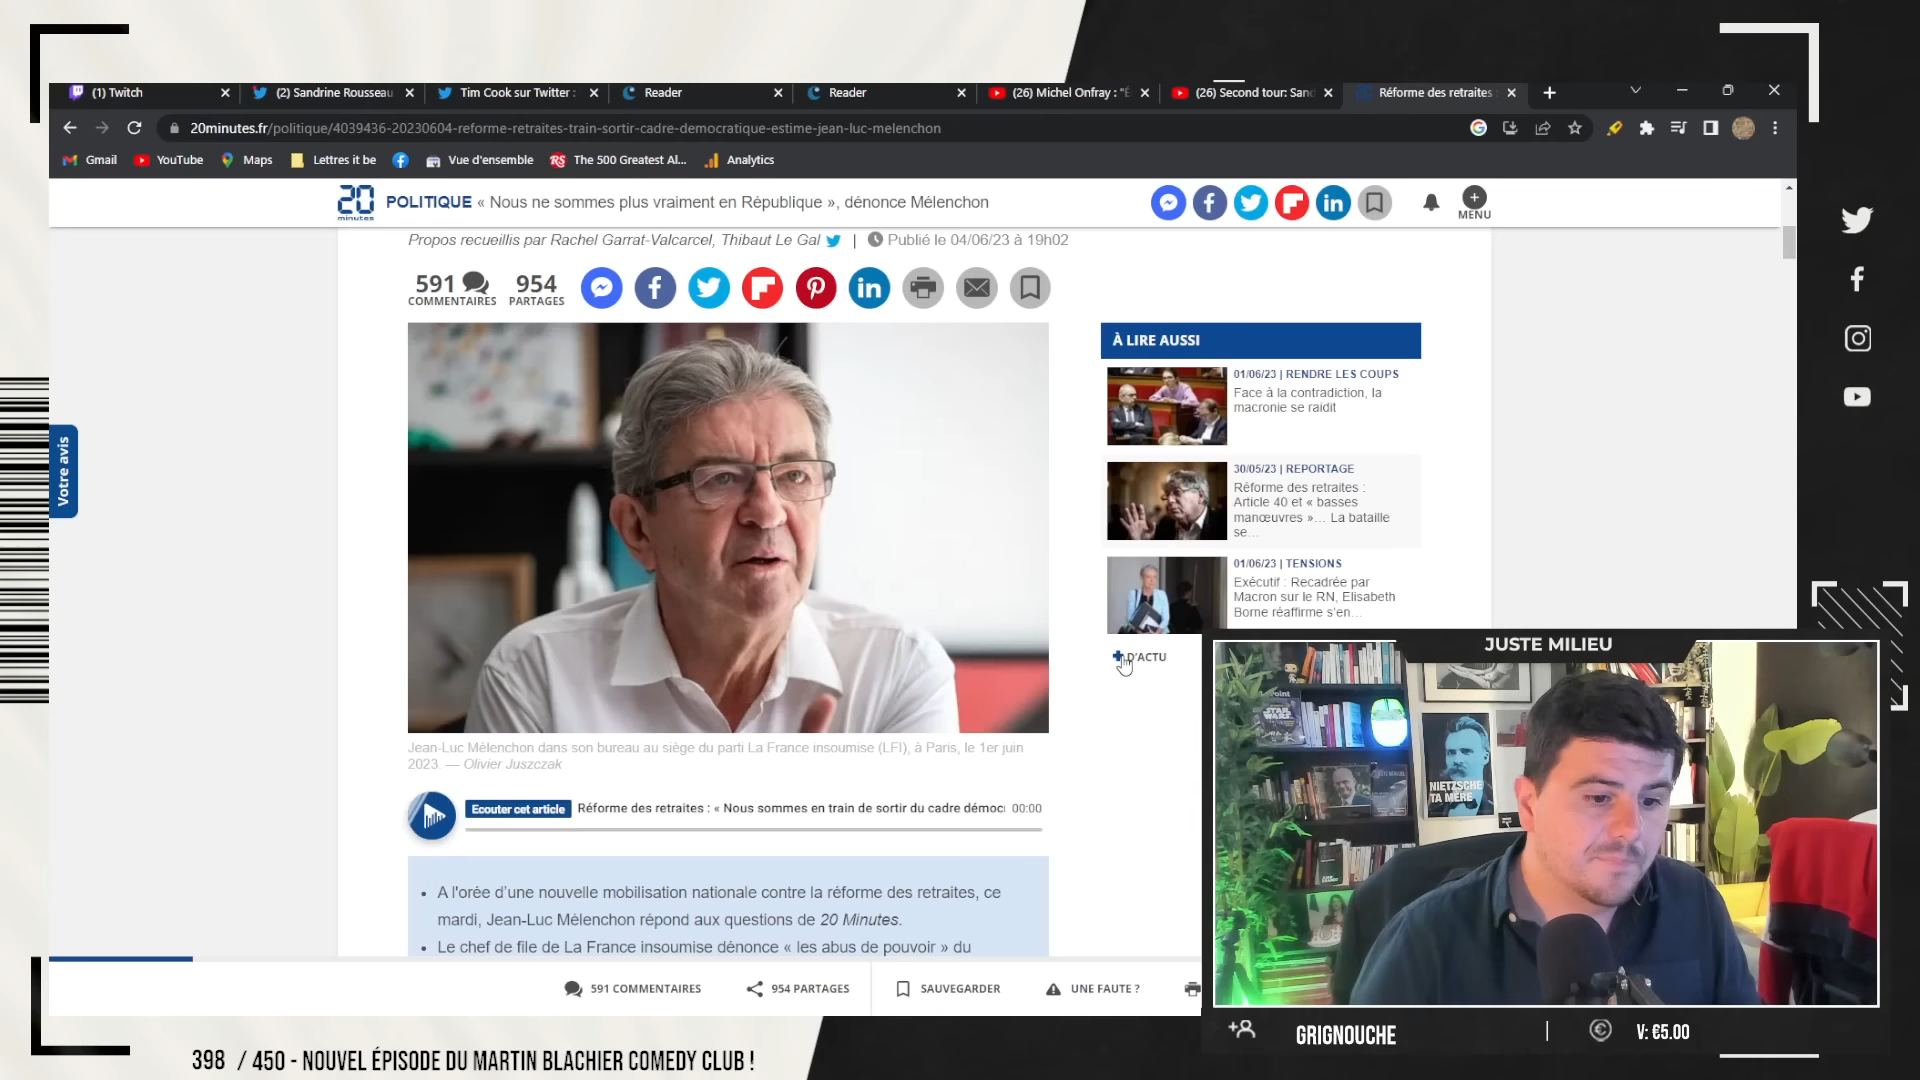 (1) Twitch
(2) Sandrine Rousseau
Tim Cook sur Twitter :
Reader
Reader
(26) Michel Onfray : "É
(26) Second tour: Sand
Réforme des retraites
20minutes.fr/politique/4039436-20230604-reforme-retraites-train-sortir-cadre-democratique-estime-jean-luc-melenchon
Gmail
YouTube
Maps
Lettres it be
Vue d'ensemble
RS The 500 Greatest Al...
Analytics
20 minutes
POLITIQUE « Nous ne sommes plus vraiment en République », dénonce Mélenchon
MENU
Propos recueillis par Rachel Garrat-Valcarcel, Thibaut Le Gal | Publié le 04/06/23 à 19h02
591
COMMENTAIRES
954
PARTAGES
À LIRE AUSSI
01/06/23 | RENDRE LES COUPS
Face à la contradiction, la
macronie se raidit
30/05/23 | REPORTAGE
Réforme des retraites :
Article 40 et « basses
manœuvres »… La bataille
se…
01/06/23 | TENSIONS
Exécutif : Recadrée par
Macron sur le RN, Elisabeth
Borne réaffirme s'en…
D'ACTU
Votre avis
Jean-Luc Mélenchon dans son bureau au siège du parti La France insoumise (LFI), à Paris, le 1er juin
2023. — Olivier Juszczak
Ecouter cet article
Réforme des retraites : « Nous sommes en train de sortir du cadre démoc
00:00
• A l'orée d'une nouvelle mobilisation nationale contre la réforme des retraites, ce
mardi, Jean-Luc Mélenchon répond aux questions de 20 Minutes.
• Le chef de file de La France insoumise dénonce « les abus de pouvoir » du
591 COMMENTAIRES
954 PARTAGES
SAUVEGARDER
UNE FAUTE ?
JUSTE MILIEU
STAR WARS
NIETZSCHE
TA MÈRE
GRIGNOUCHE
|
V: €5.00
398 / 450 - NOUVEL ÉPISODE DU MARTIN BLACHIER COMEDY CLUB !